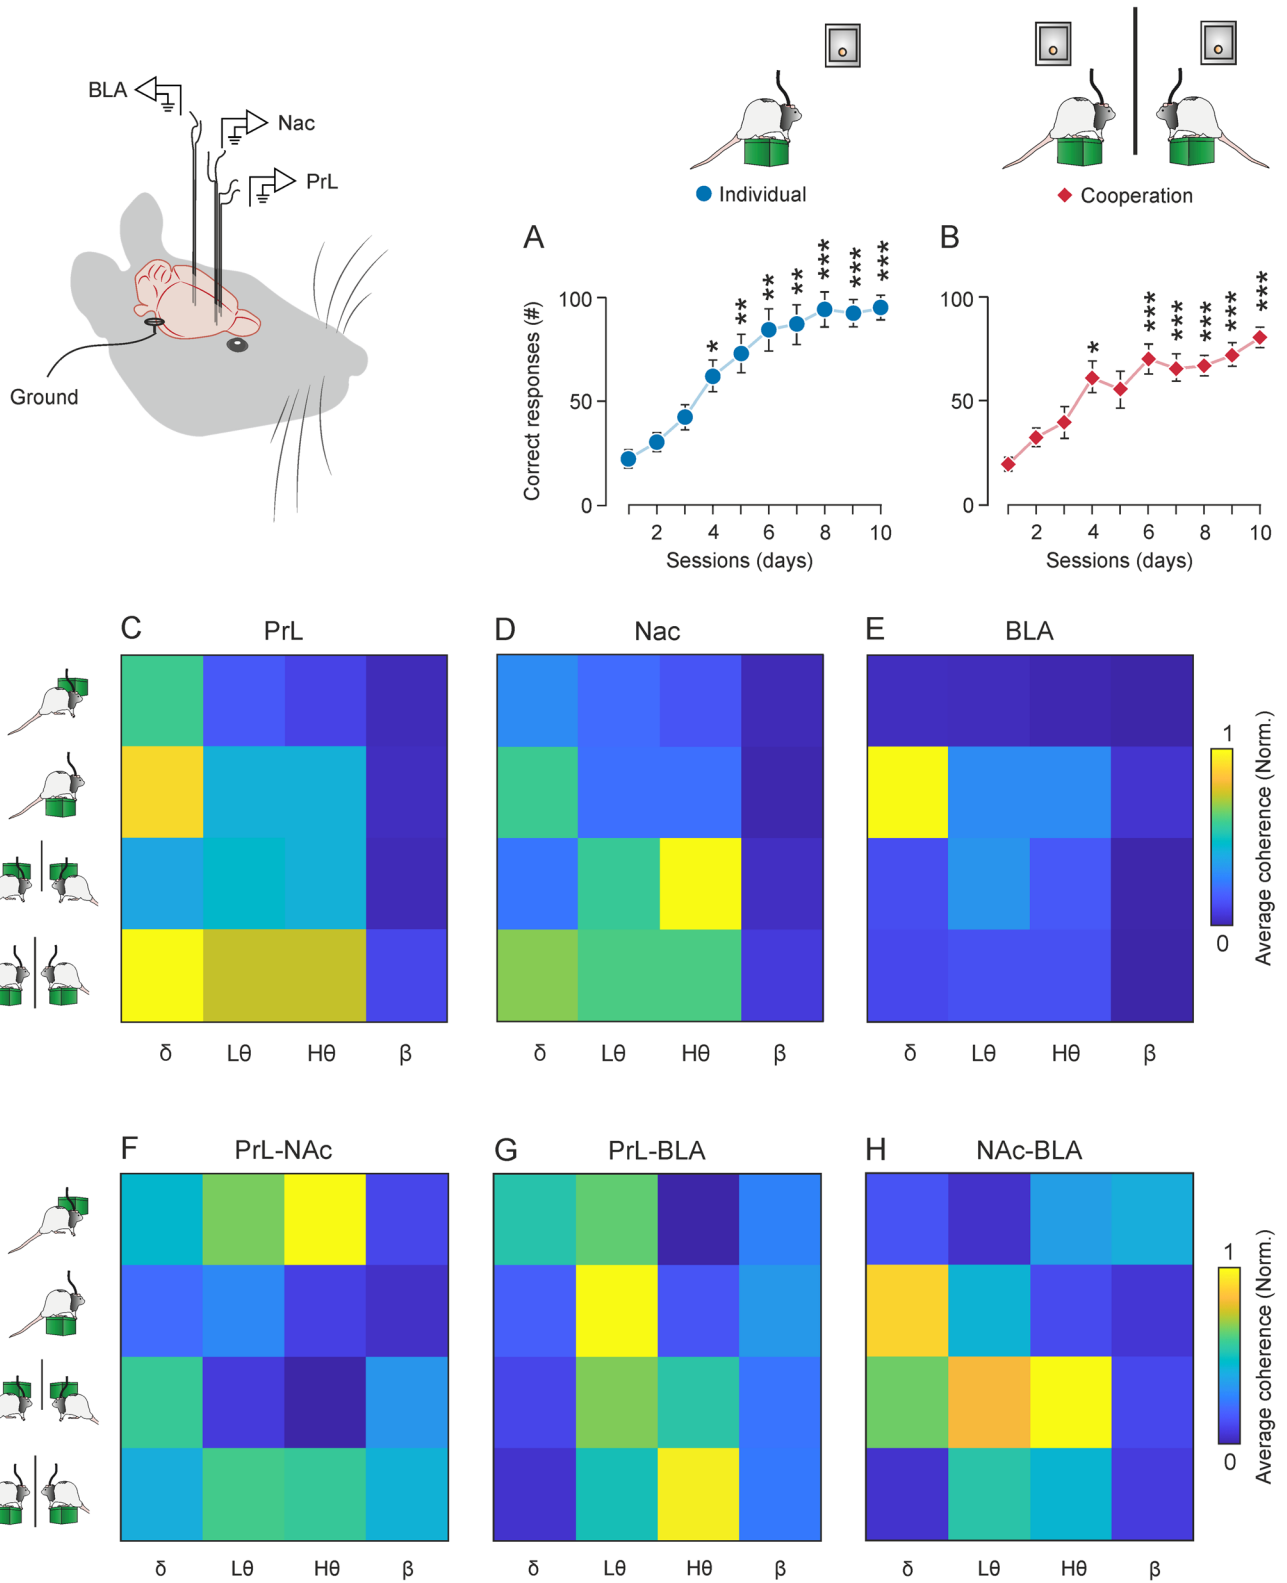 BLA
Nac
PrL
Ground
Individual
Cooperation
A
B
Correct responses (#)
100
50
0
2 4 6 8 10
Sessions (days)
* ** ** ** *** *** ***
100
50
0
2 4 6 8 10
Sessions (days)
* *** *** *** *** ***
C PrL
D Nac
E BLA
δ Lθ Hθ β
δ Lθ Hθ β
δ Lθ Hθ β
1
0
Average coherence (Norm.)
F PrL-NAc
G PrL-BLA
H NAc-BLA
δ Lθ Hθ β
δ Lθ Hθ β
δ Lθ Hθ β
1
0
Average coherence (Norm.)